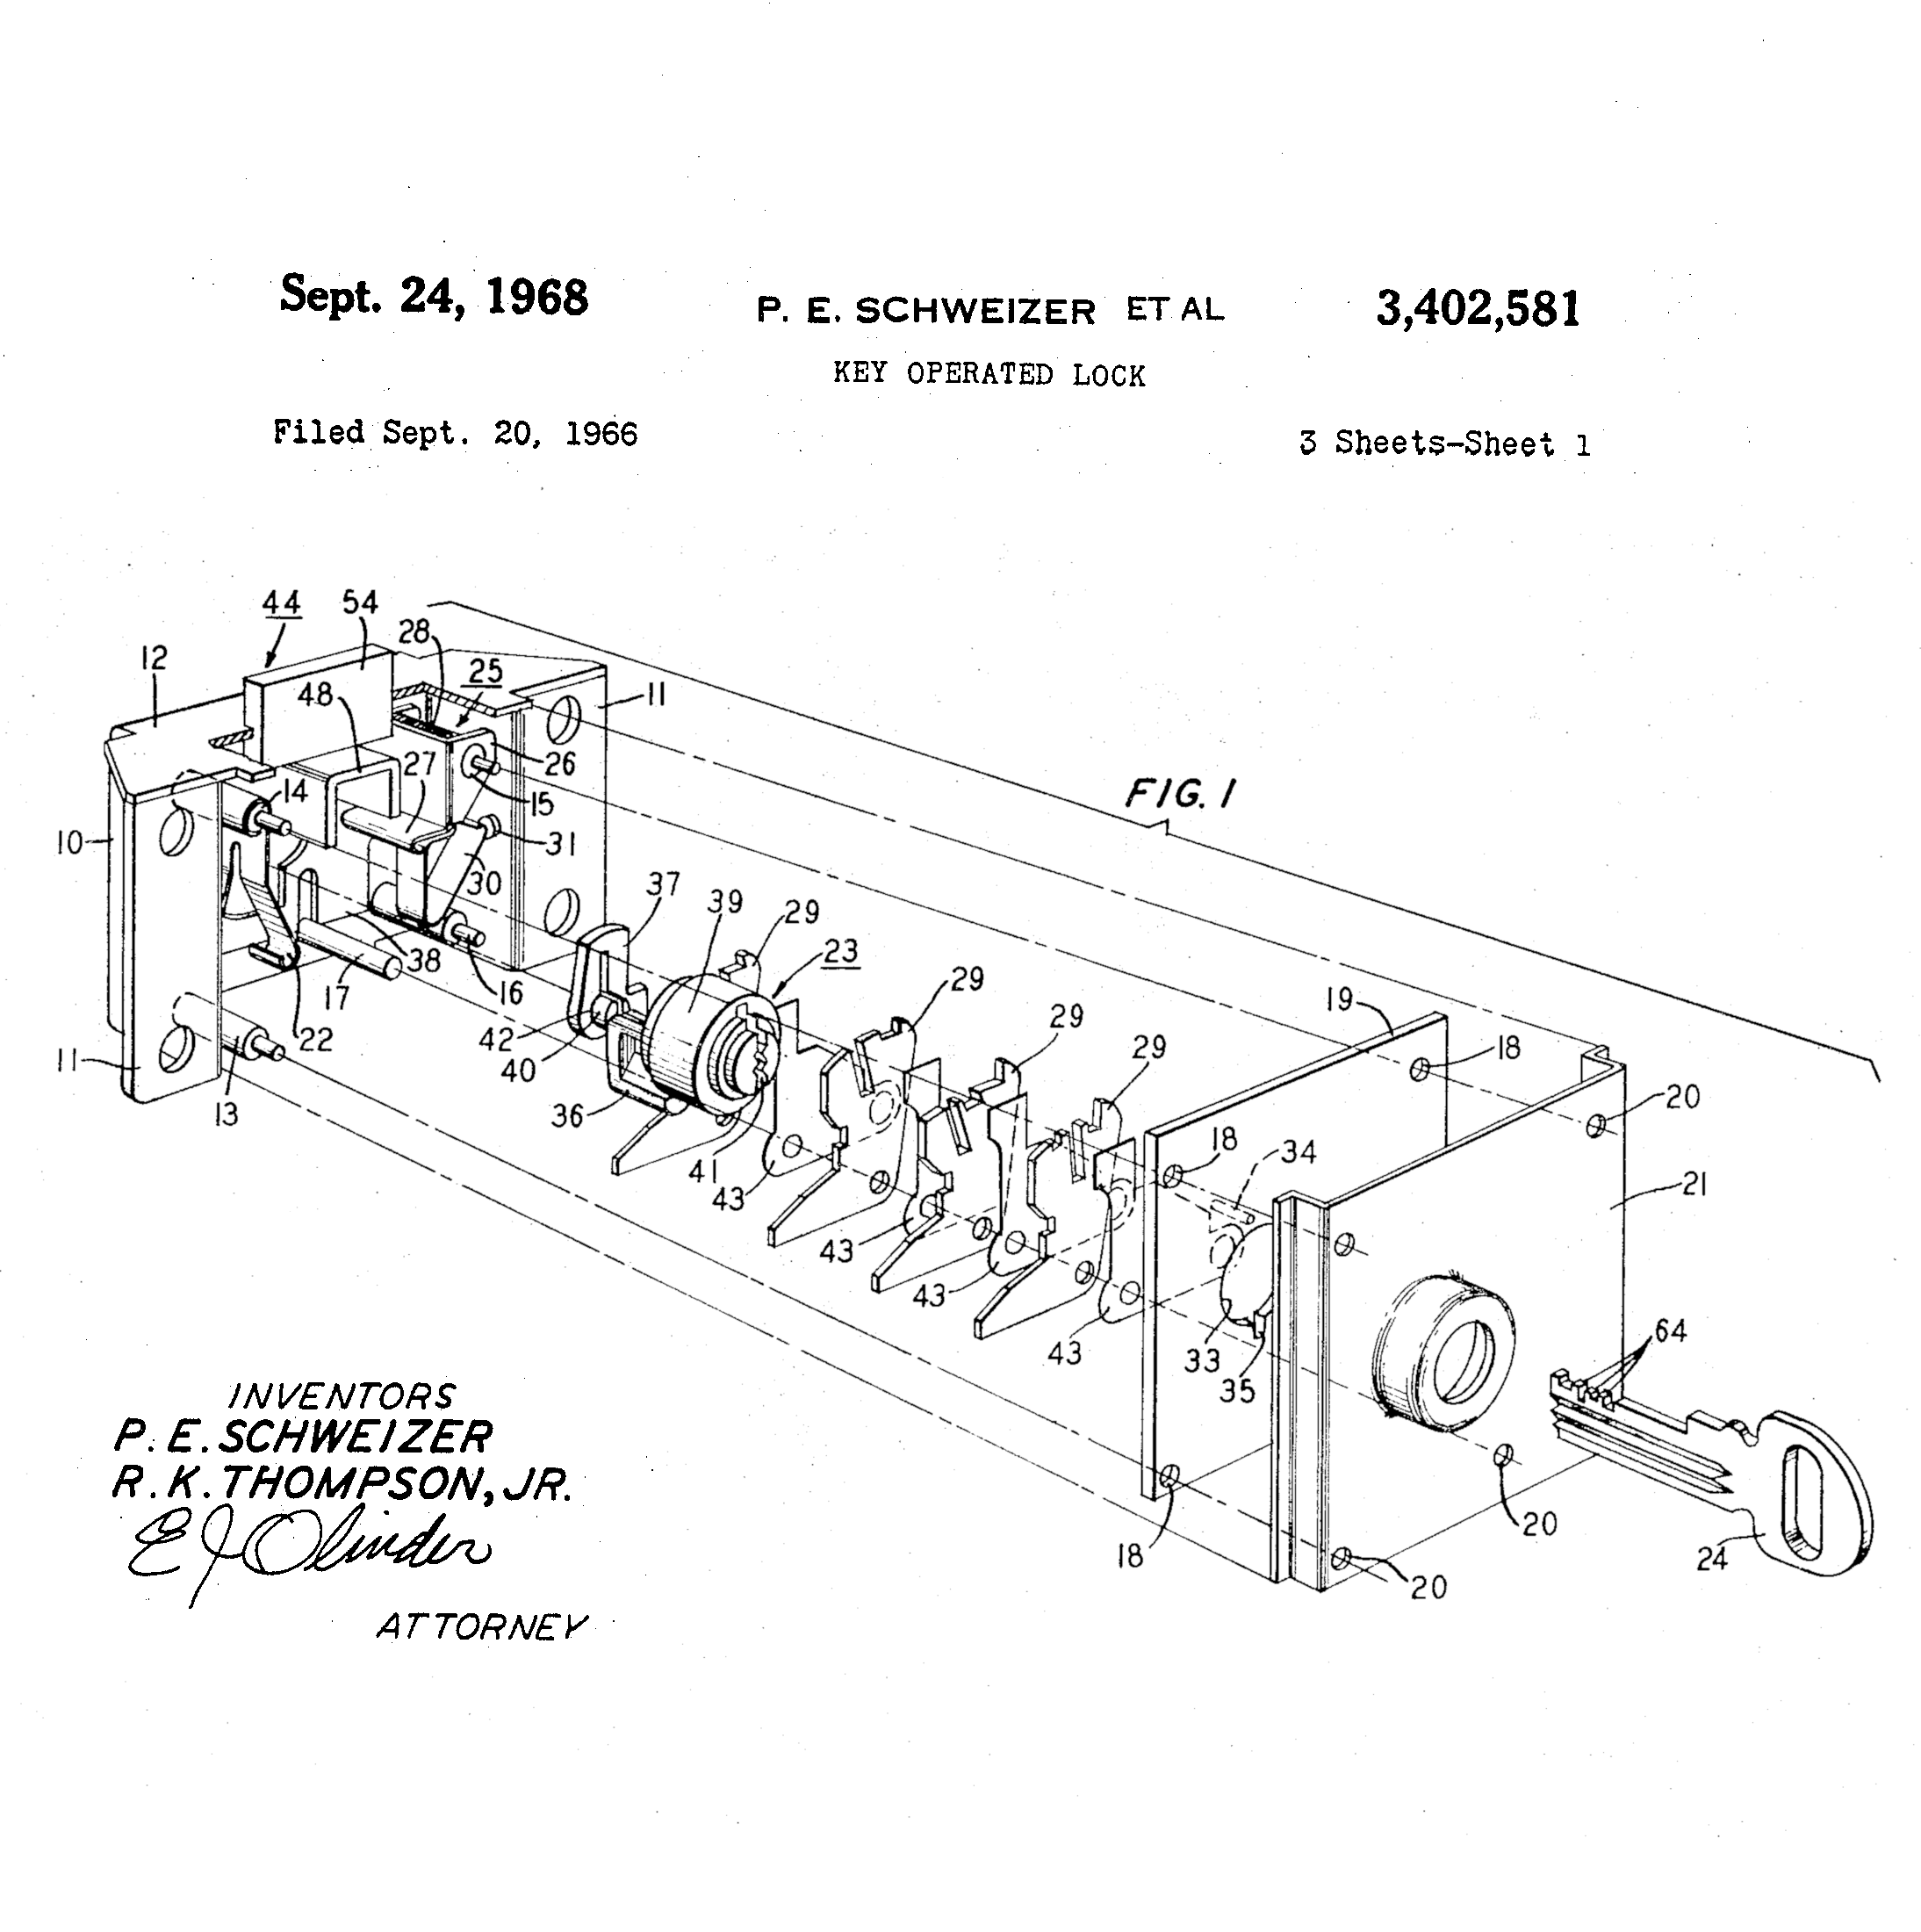 Sept. 24, 1968 P. E. SCHWEIZER ET AL 3,402,581
KEY OPERATED LOCK
Filed Sept. 20, 1966 3 Sheets-Sheet 1
44 54
28
12 25
48 11
27 26
14 15
10 31
30
37
39 29
38 23
17 16 29
22 42 29 19
11 40 29 18
13 36 20
41 18 34
43 21
43
43 64
43 33
35
FIG. 1
20
18 24
20
INVENTORS
P. E. SCHWEIZER
R. K. THOMPSON, JR.
E J Olinder
ATTORNEY